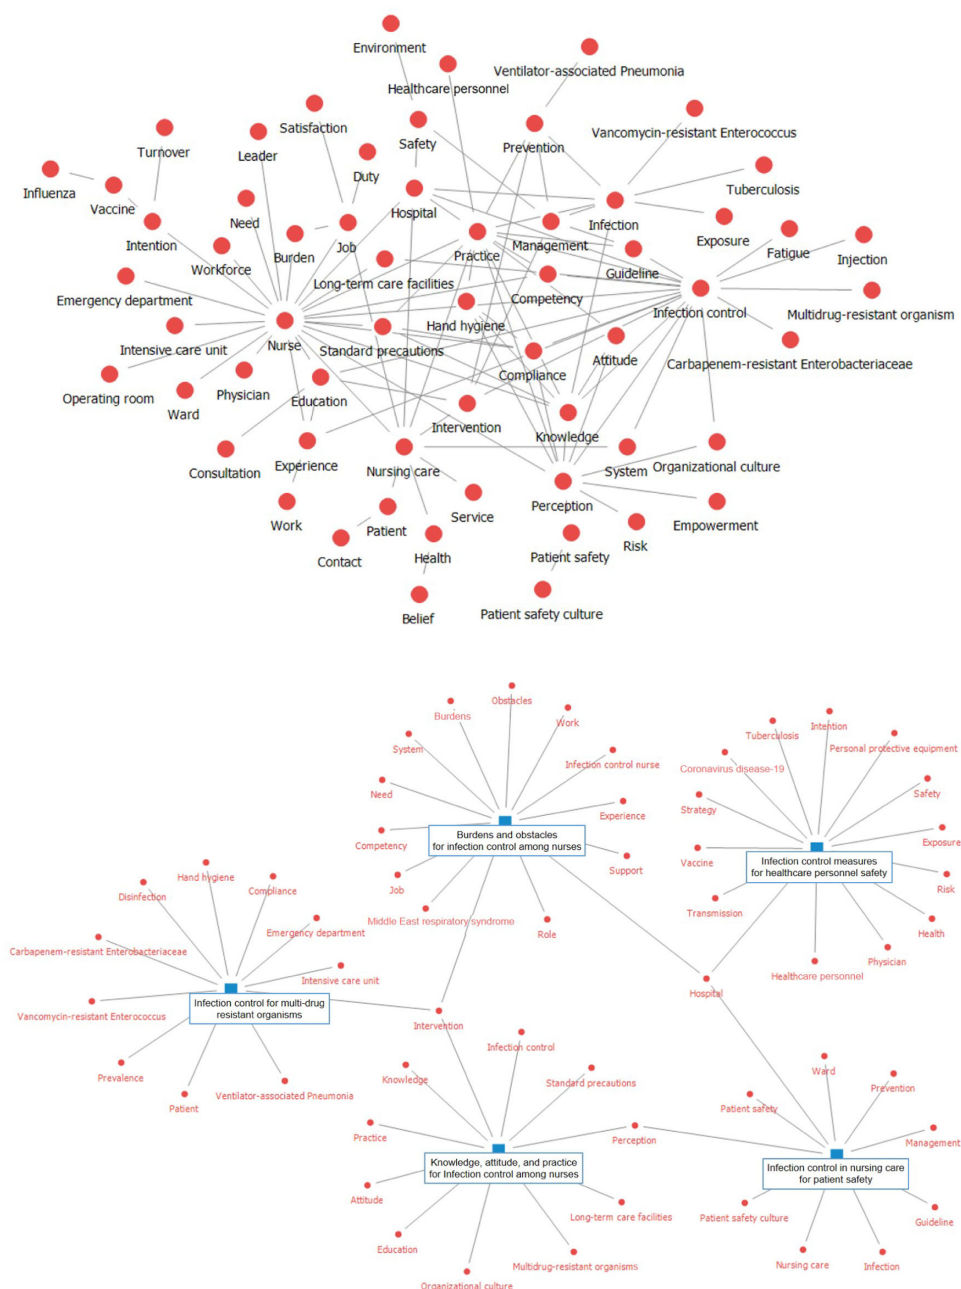 Environment
Healthcare personnel
Ventilator-associated Pneumonia
Satisfaction
Safety
Prevention
Vancomycin-resistant Enterococcus
Turnover
Leader
Duty
Influenza
Vaccine
Need
Hospital
Infection
Tuberculosis
Intention
Workforce
Burden
Job
Practice
Management
Guideline
Exposure
Fatigue
Injection
Emergency department
Long-term care facilities
Competency
Infection control
Multidrug-resistant organism
Intensive care unit
Nurse
Standard precautions
Hand hygiene
Compliance
Attitude
Carbapenem-resistant Enterobacteriaceae
Operating room
Ward
Physician
Education
Intervention
Knowledge
Consultation
Experience
Nursing care
System
Organizational culture
Work
Patient
Service
Perception
Empowerment
Contact
Health
Patient safety
Risk
Belief
Patient safety culture
Obstacles
Burdens
Work
System
Infection control nurse
Need
Experience
Competency
Burdens and obstacles
for infection control among nurses
Support
Job
Middle East respiratory syndrome
Role
Intention
Tuberculosis
Personal protective equipment
Coronavirus disease-19
Safety
Strategy
Exposure
Vaccine
Infection control measures
for healthcare personnel safety
Risk
Transmission
Health
Physician
Healthcare personnel
Hospital
Hand hygiene
Disinfection
Compliance
Emergency department
Carbapenem-resistant Enterobacteriaceae
Intensive care unit
Infection control for multi-drug
resistant organisms
Vancomycin-resistant Enterococcus
Prevalence
Patient
Ventilator-associated Pneumonia
Intervention
Infection control
Knowledge
Standard precautions
Practice
Perception
Knowledge, attitude, and practice
for Infection control among nurses
Attitude
Long-term care facilities
Education
Multidrug-resistant organisms
Organizational culture
Ward
Prevention
Patient safety
Management
Infection control in nursing care
for patient safety
Patient safety culture
Guideline
Nursing care
Infection